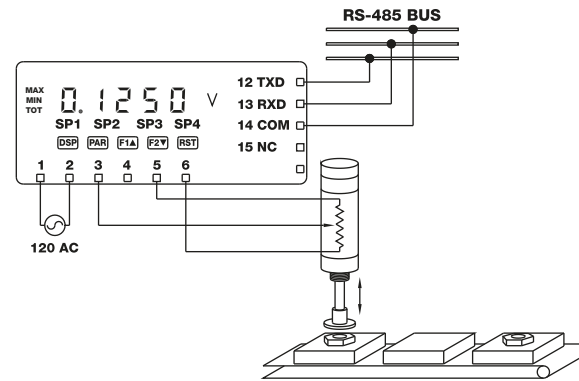 RS-485 BUS
MAX
MIN
TOT
0.1250 V
SP1 SP2 SP3 SP4
DSP PAR F1▲ F2▼ RST
1 2 3 4 5 6
12 TXD
13 RXD
14 COM
15 NC
120 AC